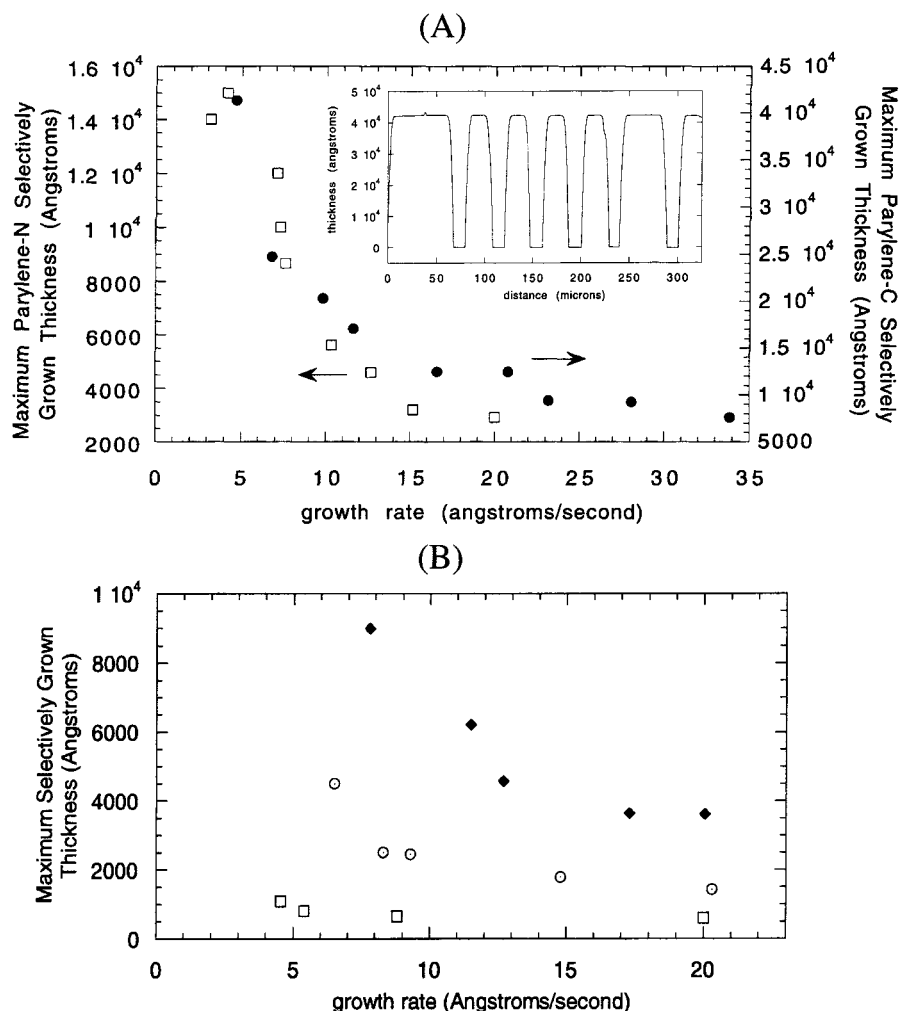 (A)
Maximum Parylene-N Selectively
Grown Thickness (Angstroms)
1.6 10⁴
1.4 10⁴
1.2 10⁴
1 10⁴
8000
6000
4000
2000
0 5 10 15 20 25 30 35
growth rate (angstroms/second)
4.5 10⁴
4 10⁴
3.5 10⁴
3 10⁴
2.5 10⁴
2 10⁴
1.5 10⁴
1 10⁴
5000
Maximum Parylene-C Selectively
Grown Thickness (Angstroms)
thickness (angstroms)
5 10⁴
4 10⁴
3 10⁴
2 10⁴
1 10⁴
0
0 50 100 150 200 250 300
distance (microns)
(B)
Maximum Selectively Grown
Thickness (Angstroms)
1 10⁴
8000
6000
4000
2000
0
0 5 10 15 20
growth rate (Angstroms/second)